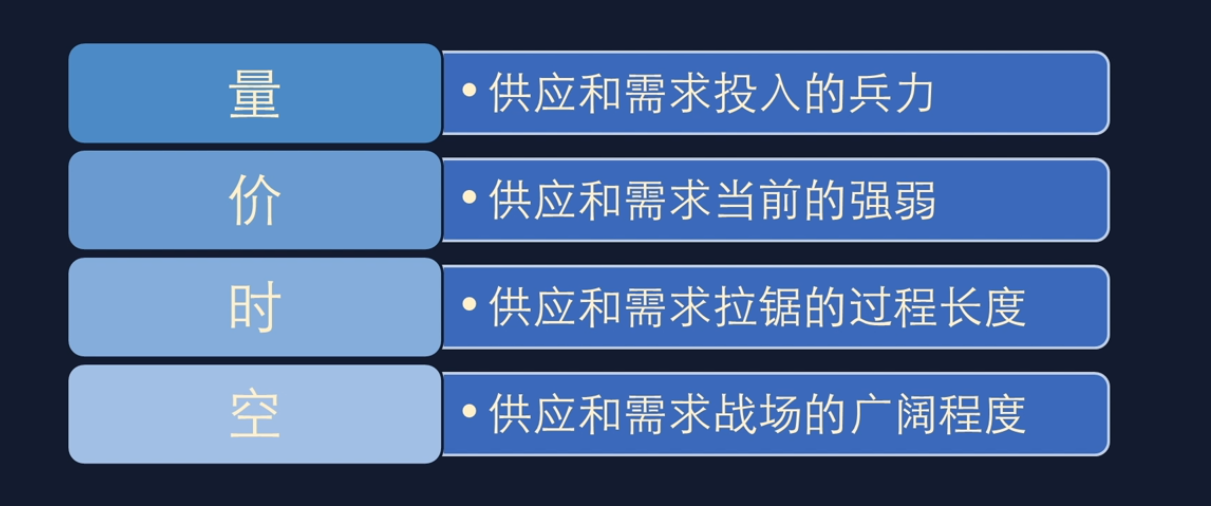 量
• 供应和需求投入的兵力
价
• 供应和需求当前的强弱
时
• 供应和需求拉锯的过程长度
空
• 供应和需求战场的广阔程度